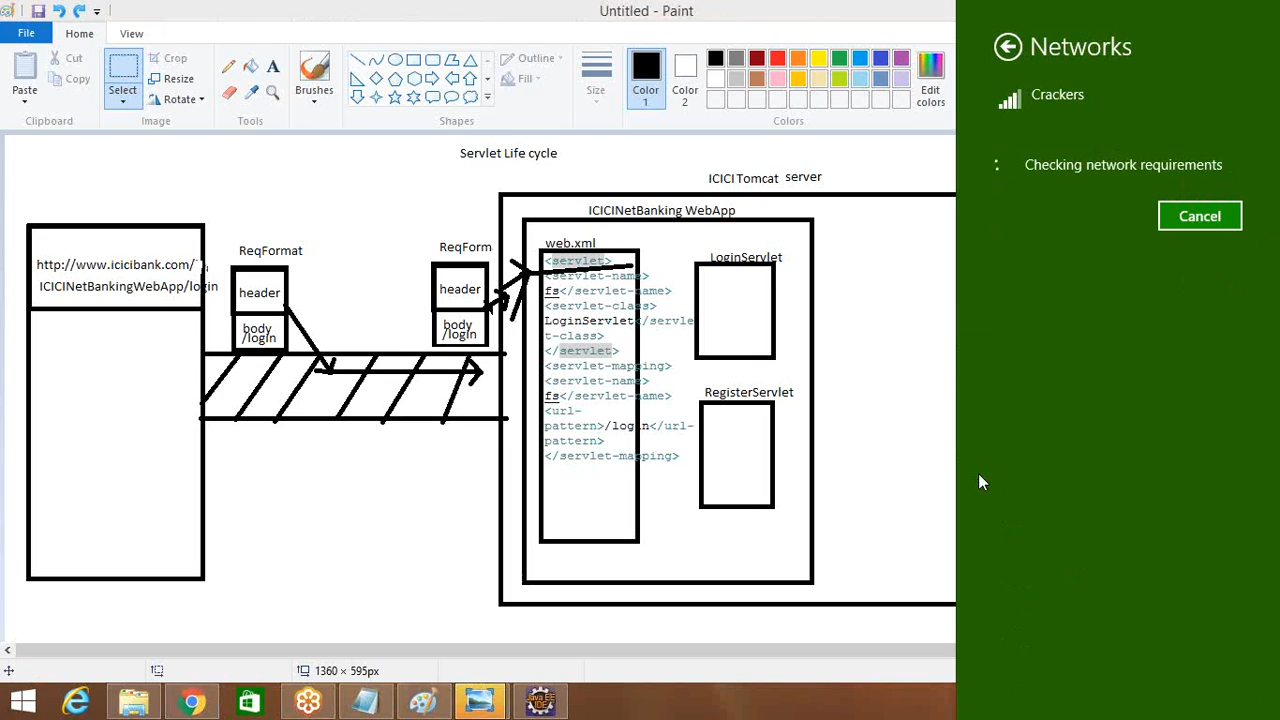 Untitled - Paint
File
Home
View
Paste
Cut
Copy
Clipboard
Select
Crop
Resize
Rotate
Image
A
Tools
Brushes
Outline
Fill
Shapes
Size
Color
1
Color
2
Edit
colors
Colors
Servlet Life cycle
ICICI Tomcat server
ICICINetBanking WebApp
http://www.icicibank.com/
ICICINetBankingWebApp/login
ReqFormat
header
body
/login
ReqForm
header
body
/login
web.xml
<servlet>
<servlet-name>
fs</servlet-name>
<servlet-class>
LoginServlet</servle
t-class>
</servlet>
<servlet-mapping>
<servlet-name>
fs</servlet-name>
<url-
pattern>/login</url-
pattern>
</servlet-mapping>
LoginServlet
RegisterServlet
1360 × 595px
Java EE
IDE
Networks
Crackers
Checking network requirements
Cancel